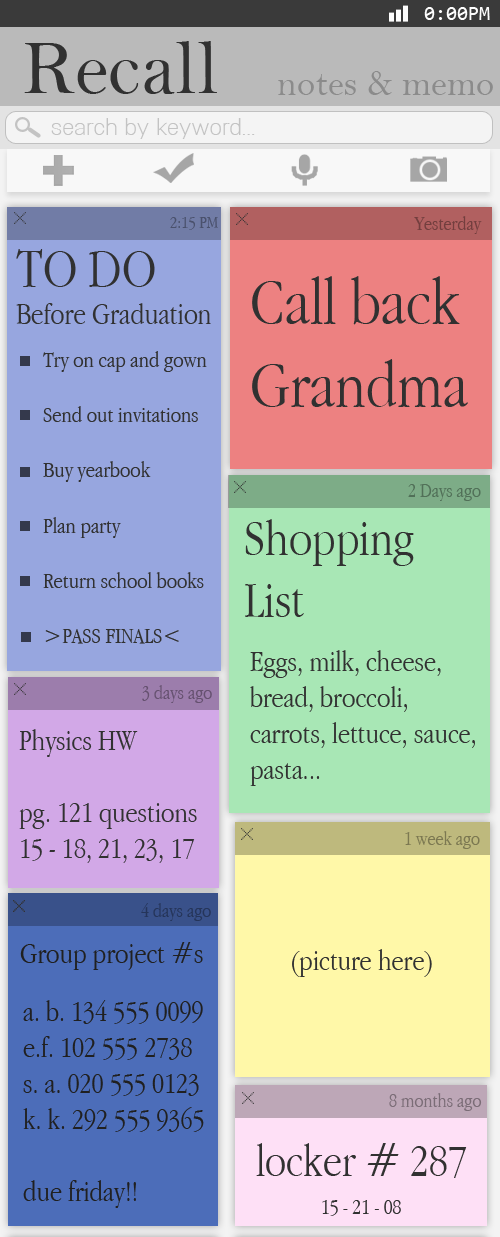 0:00PM
Recall
notes & memo
search by keyword...
2:15 PM
TO DO
Before Graduation
Try on cap and gown
Send out invitations
Buy yearbook
Plan party
Return school books
>PASS FINALS<
Yesterday
Call back
Grandma
2 Days ago
Shopping
List
Eggs, milk, cheese,
bread, broccoli,
carrots, lettuce, sauce,
pasta...
3 days ago
Physics HW
pg. 121 questions
15 - 18, 21, 23, 17
1 week ago
(picture here)
4 days ago
Group project #s
a. b. 134 555 0099
e.f. 102 555 2738
s. a. 020 555 0123
k. k. 292 555 9365
due friday!!
8 months ago
locker # 287
15 - 21 - 08